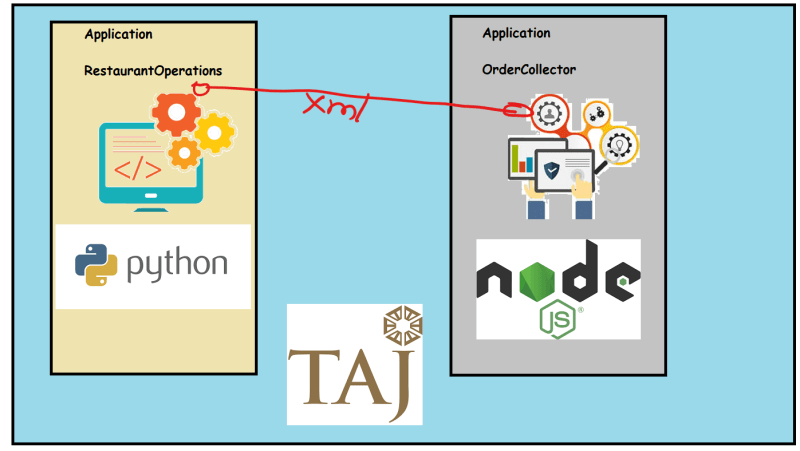 Application
RestaurantOperations
</>
python
Application
OrderCollector
xml
node
JS
®
TAJ